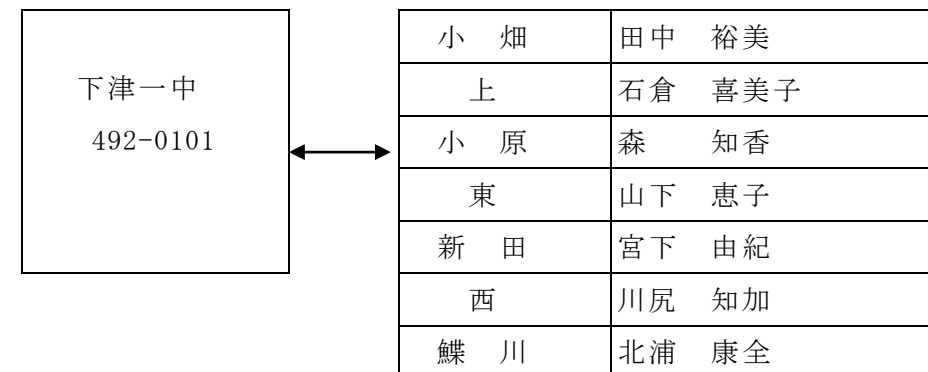 下津一中
492-0101
小　畑　田中　裕美
上　石倉　喜美子
小　原　森　　知香
東　山下　恵子
新　田　宮下　由紀
西　川尻　知加
鰈　川　北浦　康全